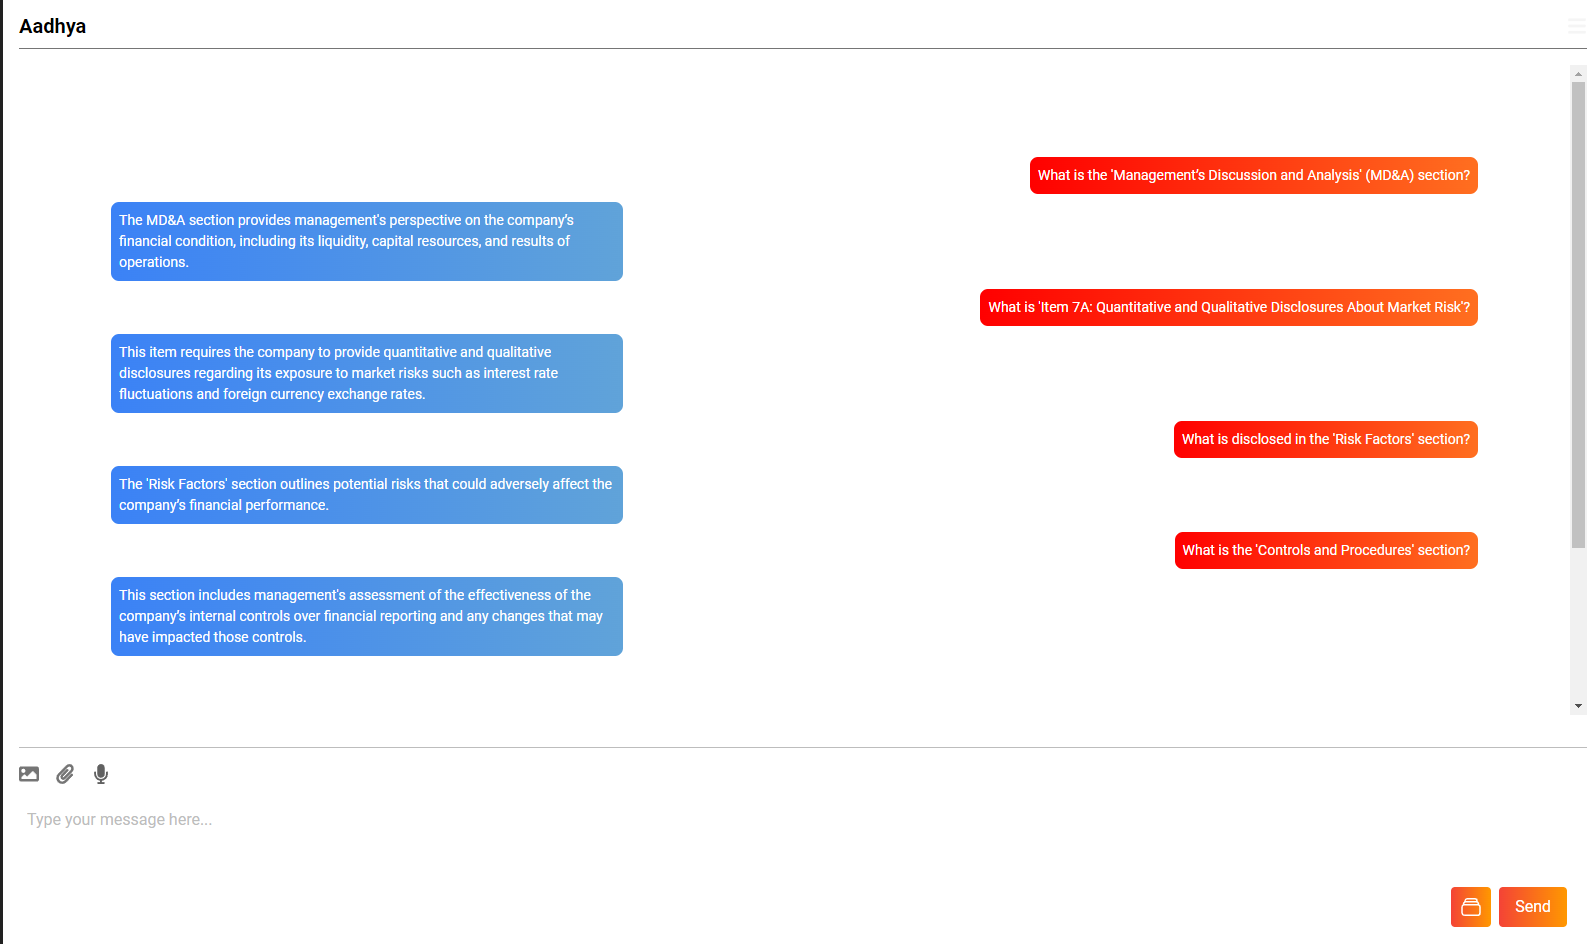 Aadhya
What is the 'Management's Discussion and Analysis' (MD&A) section?
The MD&A section provides management's perspective on the company's
financial condition, including its liquidity, capital resources, and results of
operations.
What is 'Item 7A: Quantitative and Qualitative Disclosures About Market Risk'?
This item requires the company to provide quantitative and qualitative
disclosures regarding its exposure to market risks such as interest rate
fluctuations and foreign currency exchange rates.
What is disclosed in the 'Risk Factors' section?
The 'Risk Factors' section outlines potential risks that could adversely affect the
company's financial performance.
What is the 'Controls and Procedures' section?
This section includes management's assessment of the effectiveness of the
company's internal controls over financial reporting and any changes that may
have impacted those controls.
Type your message here...
Send